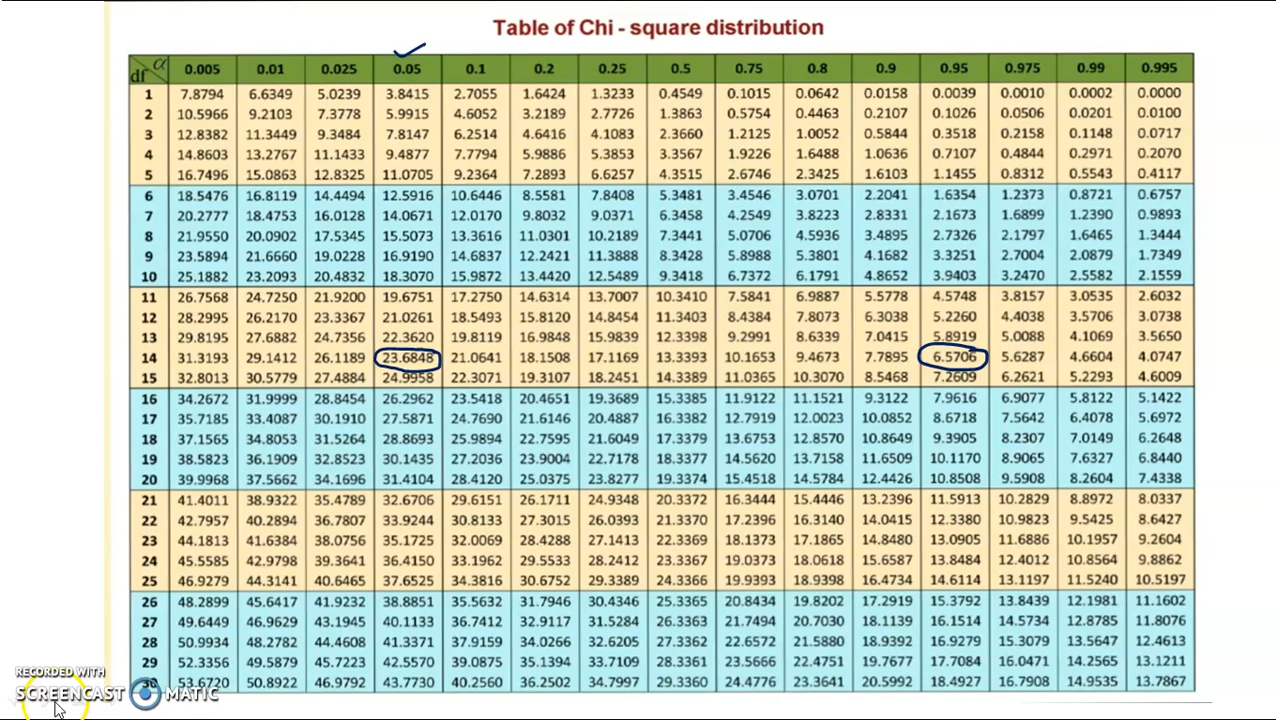 Table of Chi - square distribution
df α 0.005 0.01 0.025 0.05 0.1 0.2 0.25 0.5 0.75 0.8 0.9 0.95 0.975 0.99 0.995
1 7.8794 6.6349 5.0239 3.8415 2.7055 1.6424 1.3233 0.4549 0.1015 0.0642 0.0158 0.0039 0.0010 0.0002 0.0000
2 10.5966 9.2103 7.3778 5.9915 4.6052 3.2189 2.7726 1.3863 0.5754 0.4463 0.2107 0.1026 0.0506 0.0201 0.0100
3 12.8382 11.3449 9.3484 7.8147 6.2514 4.6416 4.1083 2.3660 1.2125 1.0052 0.5844 0.3518 0.2158 0.1148 0.0717
4 14.8603 13.2767 11.1433 9.4877 7.7794 5.9886 5.3853 3.3567 1.9226 1.6488 1.0636 0.7107 0.4844 0.2971 0.2070
5 16.7496 15.0863 12.8325 11.0705 9.2364 7.2893 6.6257 4.3515 2.6746 2.3425 1.6103 1.1455 0.8312 0.5543 0.4117
6 18.5476 16.8119 14.4494 12.5916 10.6446 8.5581 7.8408 5.3481 3.4546 3.0701 2.2041 1.6354 1.2373 0.8721 0.6757
7 20.2777 18.4753 16.0128 14.0671 12.0170 9.8032 9.0371 6.3458 4.2549 3.8223 2.8331 2.1673 1.6899 1.2390 0.9893
8 21.9550 20.0902 17.5345 15.5073 13.3616 11.0301 10.2189 7.3441 5.0706 4.5936 3.4895 2.7326 2.1797 1.6465 1.3444
9 23.5894 21.6660 19.0228 16.9190 14.6837 12.2421 11.3888 8.3428 5.8988 5.3801 4.1682 3.3251 2.7004 2.0879 1.7349
10 25.1882 23.2093 20.4832 18.3070 15.9872 13.4420 12.5489 9.3418 6.7372 6.1791 4.8652 3.9403 3.2470 2.5582 2.1559
11 26.7568 24.7250 21.9200 19.6751 17.2750 14.6314 13.7007 10.3410 7.5841 6.9887 5.5778 4.5748 3.8157 3.0535 2.6032
12 28.2995 26.2170 23.3367 21.0261 18.5493 15.8120 14.8454 11.3403 8.4384 7.8073 6.3038 5.2260 4.4038 3.5706 3.0738
13 29.8195 27.6882 24.7356 22.3620 19.8119 16.9848 15.9839 12.3398 9.2991 8.6339 7.0415 5.8919 5.0088 4.1069 3.5650
14 31.3193 29.1412 26.1189 23.6848 21.0641 18.1508 17.1169 13.3393 10.1653 9.4673 7.7895 6.5706 5.6287 4.6604 4.0747
15 32.8013 30.5779 27.4884 24.9958 22.3071 19.3107 18.2451 14.3389 11.0365 10.3070 8.5468 7.2609 6.2621 5.2293 4.6009
16 34.2672 31.9999 28.8454 26.2962 23.5418 20.4651 19.3689 15.3385 11.9122 11.1521 9.3122 7.9616 6.9077 5.8122 5.1422
17 35.7185 33.4087 30.1910 27.5871 24.7690 21.6146 20.4887 16.3382 12.7919 12.0023 10.0852 8.6718 7.5642 6.4078 5.6972
18 37.1565 34.8053 31.5264 28.8693 25.9894 22.7595 21.6049 17.3379 13.6753 12.8570 10.8649 9.3905 8.2307 7.0149 6.2648
19 38.5823 36.1909 32.8523 30.1435 27.2036 23.9004 22.7178 18.3377 14.5620 13.7158 11.6509 10.1170 8.9065 7.6327 6.8440
20 39.9968 37.5662 34.1696 31.4104 28.4120 25.0375 23.8277 19.3374 15.4518 14.5784 12.4426 10.8508 9.5908 8.2604 7.4338
21 41.4011 38.9322 35.4789 32.6706 29.6151 26.1711 24.9348 20.3372 16.3444 15.4446 13.2396 11.5913 10.2829 8.8972 8.0337
22 42.7957 40.2894 36.7807 33.9244 30.8133 27.3015 26.0393 21.3370 17.2396 16.3140 14.0415 12.3380 10.9823 9.5425 8.6427
23 44.1813 41.6384 38.0756 35.1725 32.0069 28.4288 27.1413 22.3369 18.1373 17.1865 14.8480 13.0905 11.6886 10.1957 9.2604
24 45.5585 42.9798 39.3641 36.4150 33.1962 29.5533 28.2412 23.3367 19.0373 18.0618 15.6587 13.8484 12.4012 10.8564 9.8862
25 46.9279 44.3141 40.6465 37.6525 34.3816 30.6752 29.3389 24.3366 19.9393 18.9398 16.4734 14.6114 13.1197 11.5240 10.5197
26 48.2899 45.6417 41.9232 38.8851 35.5632 31.7946 30.4346 25.3365 20.8434 19.8202 17.2919 15.3792 13.8439 12.1981 11.1602
27 49.6449 46.9629 43.1945 40.1133 36.7412 32.9117 31.5284 26.3363 21.7494 20.7030 18.1139 16.1514 14.5734 12.8785 11.8076
28 50.9934 48.2782 44.4608 41.3371 37.9159 34.0266 32.6205 27.3362 22.6572 21.5880 18.9392 16.9279 15.3079 13.5647 12.4613
29 52.3356 49.5879 45.7223 42.5570 39.0875 35.1394 33.7109 28.3361 23.5666 22.4751 19.7677 17.7084 16.0471 14.2565 13.1211
30 53.6720 50.8922 46.9792 43.7730 40.2560 36.2502 34.7997 29.3360 24.4776 23.3641 20.5992 18.4927 16.7908 14.9535 13.7867
RECORDED WITH
SCREENCAST MATIC